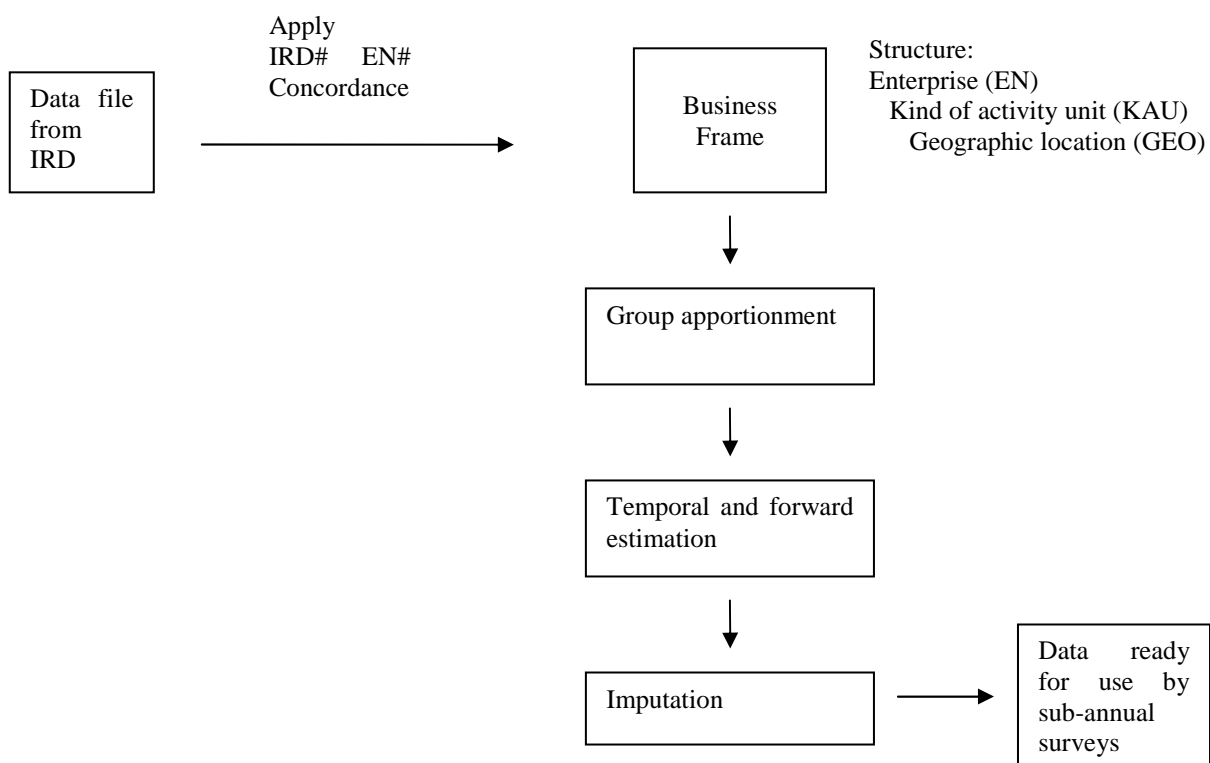 Apply
IRD# EN#
Concordance
Structure:
Enterprise (EN)
Kind of activity unit (KAU)
Geographic location (GEO)
Data file
from
IRD
Business
Frame
Group apportionment
Temporal and forward
estimation
Imputation
Data ready
for use by
sub-annual
surveys